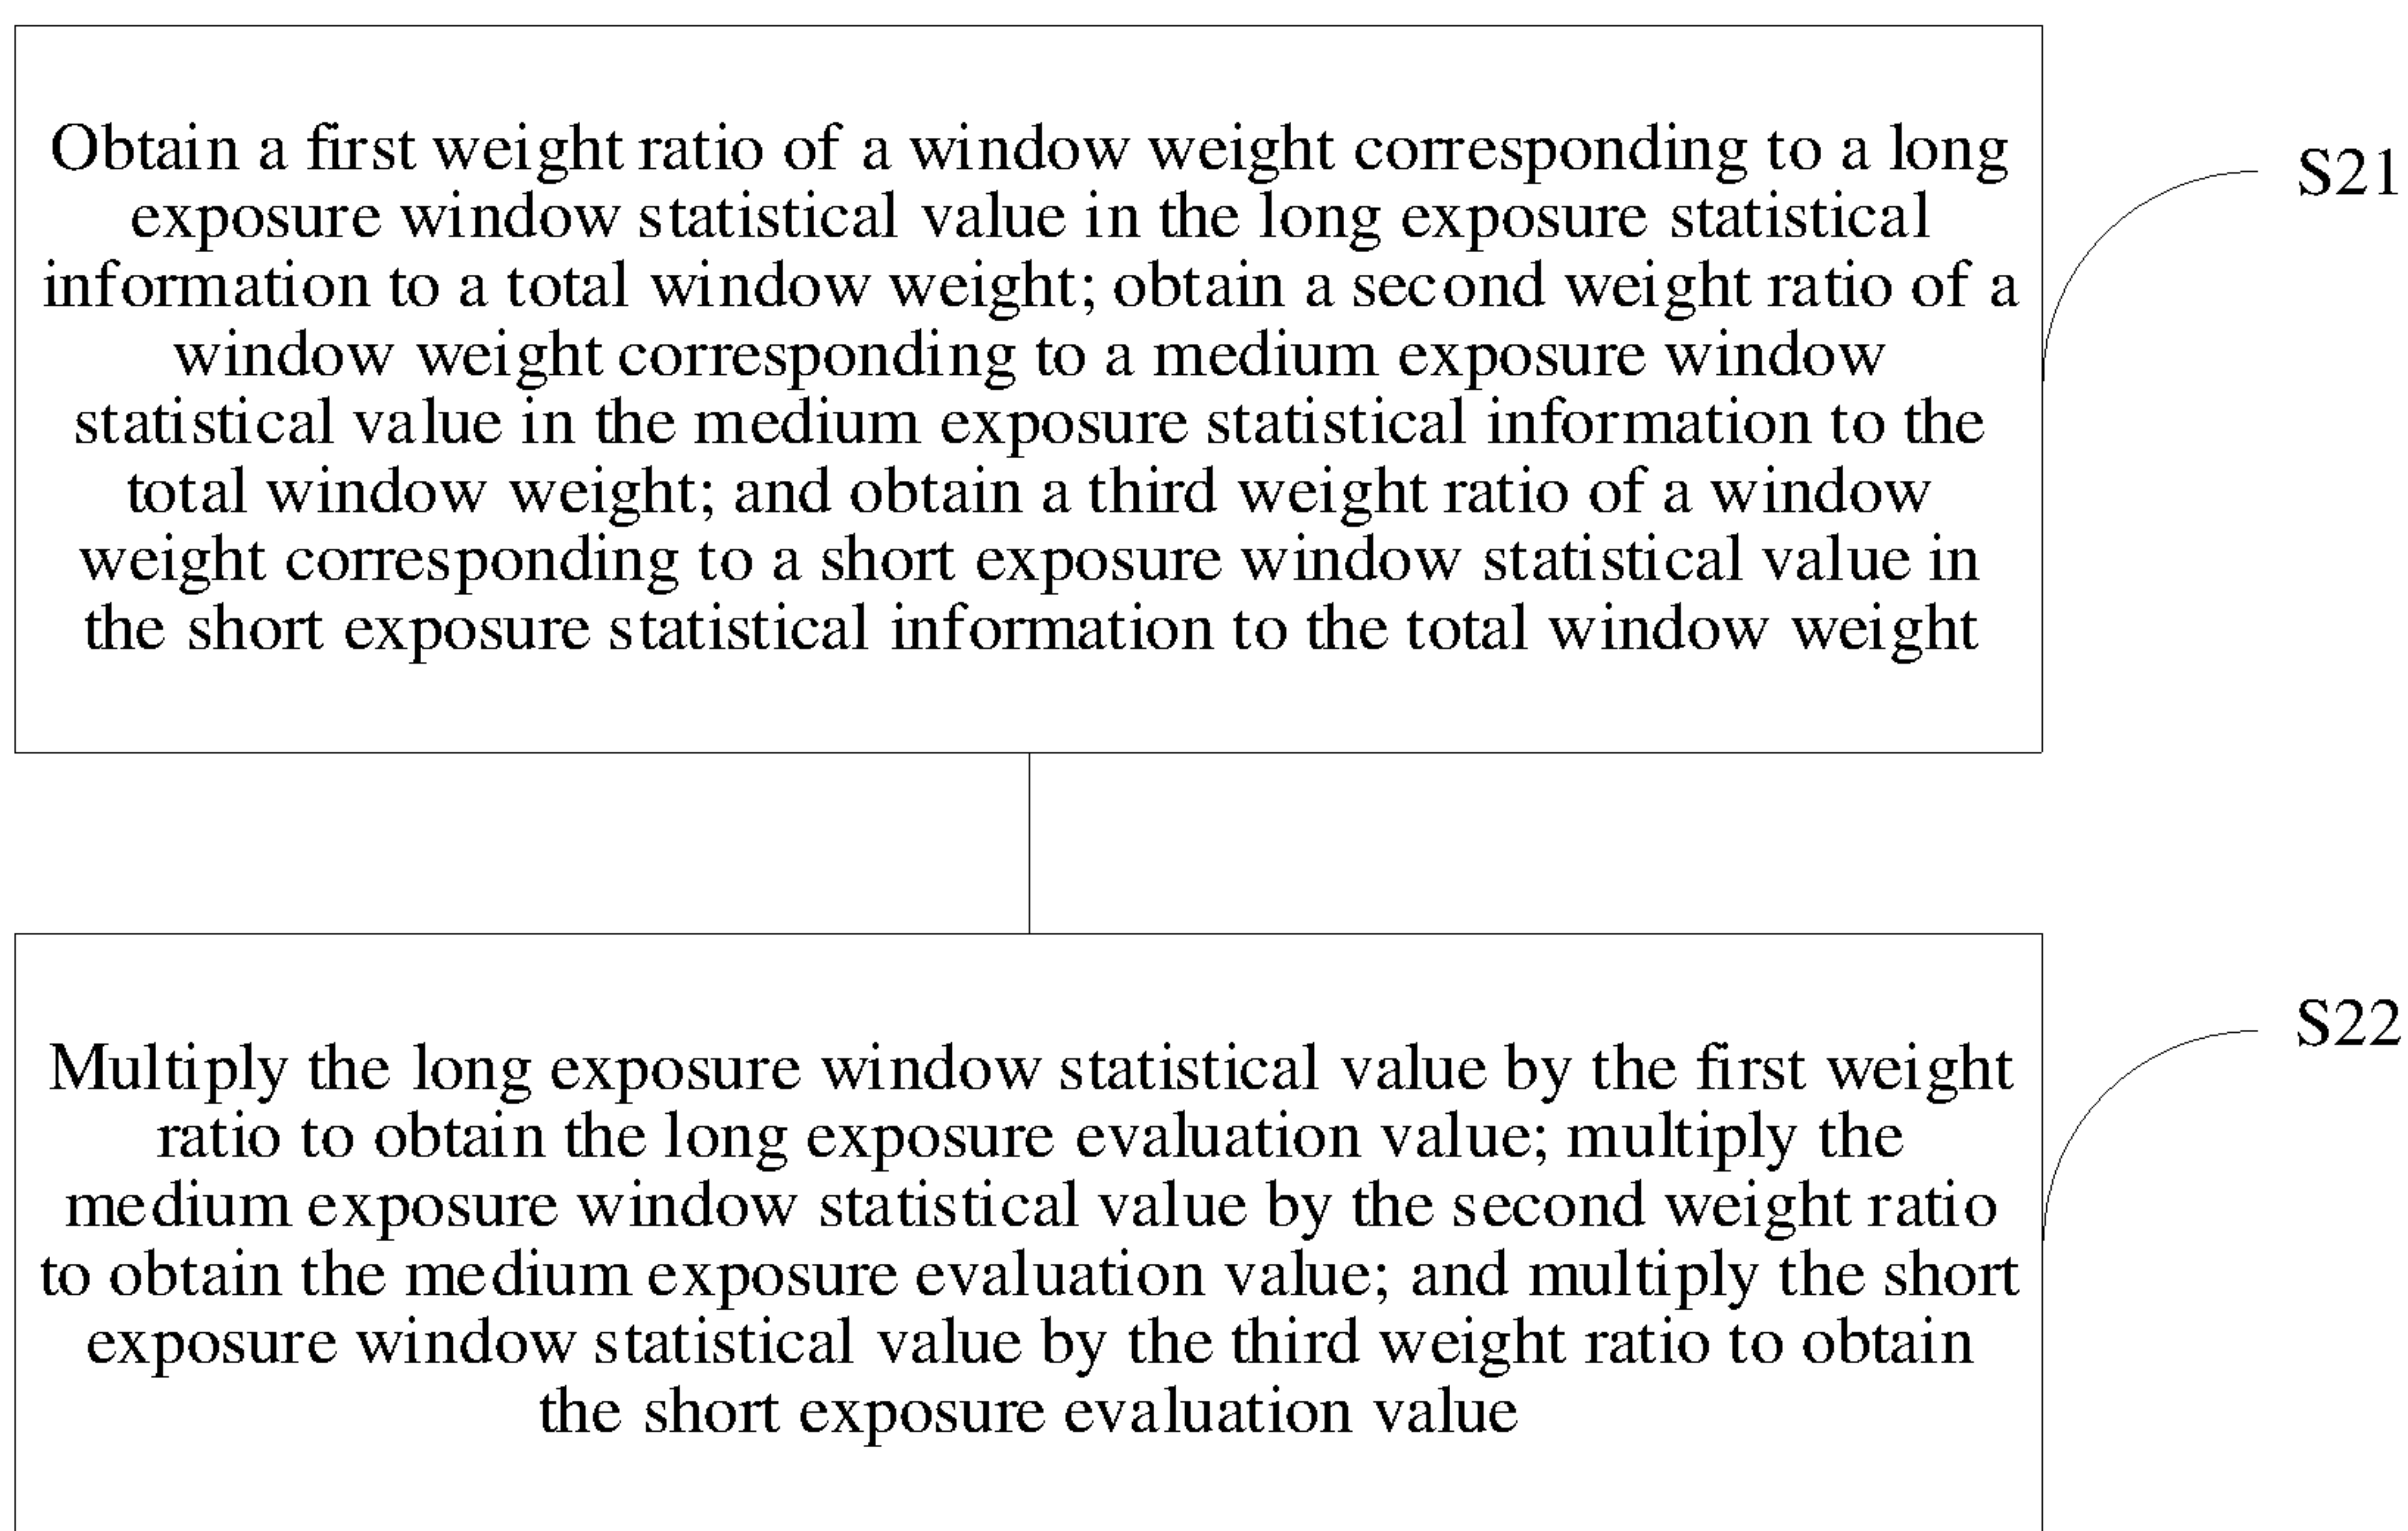 Obtain a first weight ratio of a window weight corresponding to a long
exposure window statistical value in the long exposure statistical
information to a total window weight; obtain a second weight ratio of a
window weight corresponding to a medium exposure window
statistical value in the medium exposure statistical information to the
total window weight; and obtain a third weight ratio of a window
weight corresponding to a short exposure window statistical value in
the short exposure statistical information to the total window weight
S21
Multiply the long exposure window statistical value by the first weight
ratio to obtain the long exposure evaluation value; multiply the
medium exposure window statistical value by the second weight ratio
to obtain the medium exposure evaluation value; and multiply the short
exposure window statistical value by the third weight ratio to obtain
the short exposure evaluation value
S22